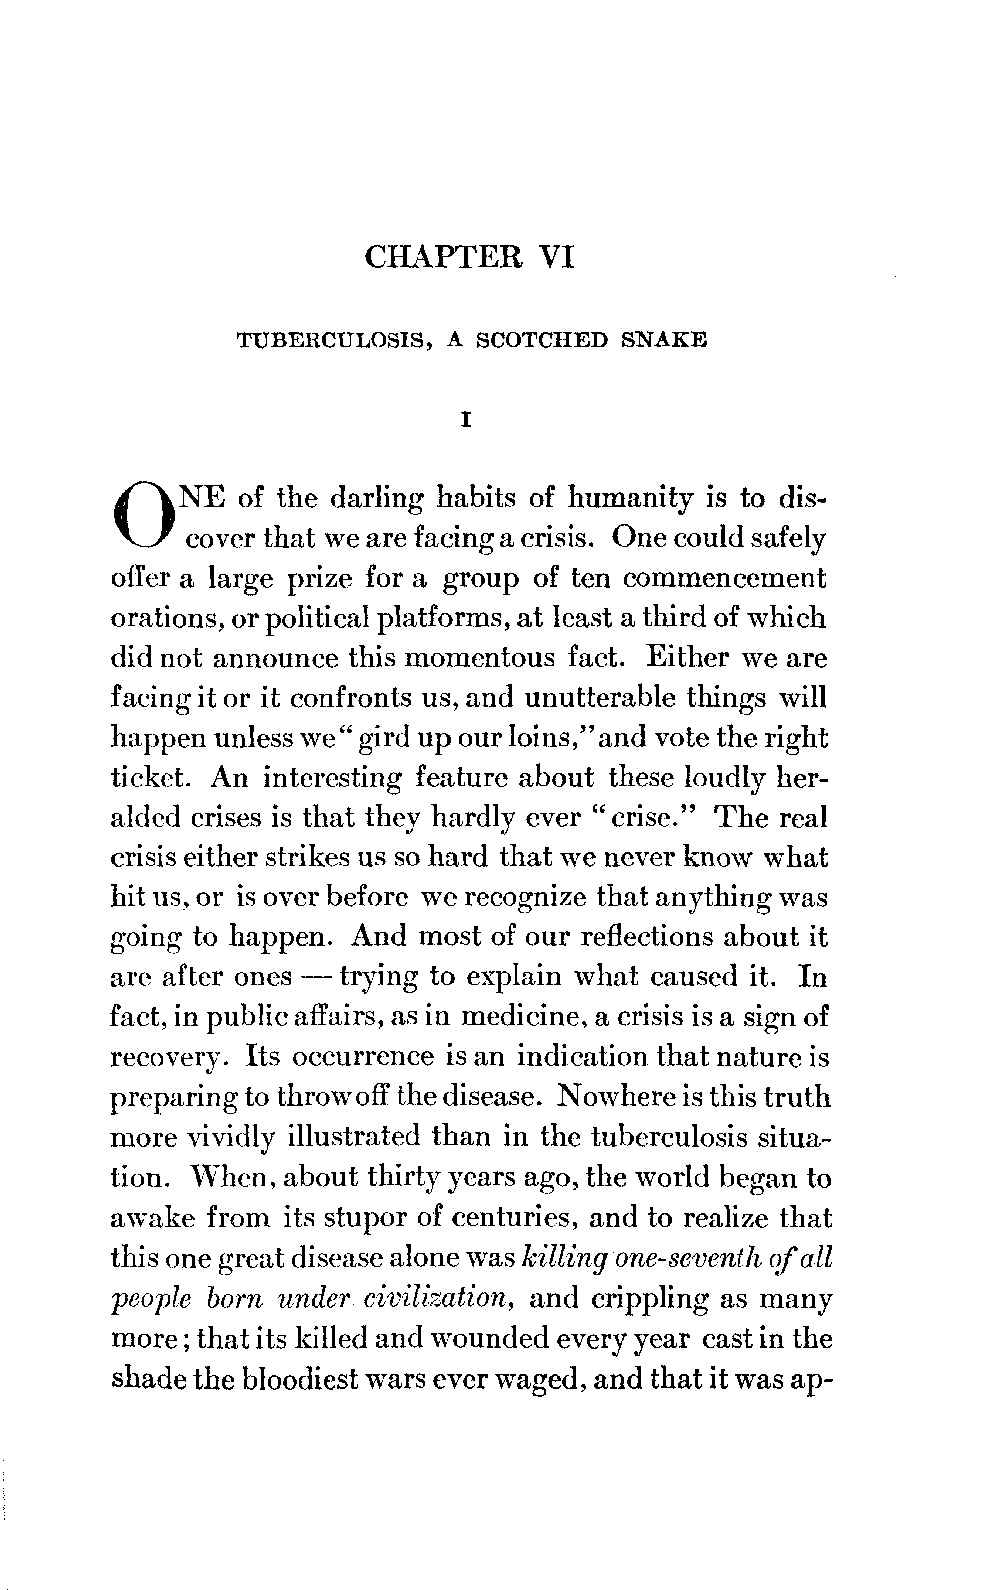 CHAPTER VI
TUBERCULOSIS, A SCOTCHED SNAKE
I
ONE of the darling habits of humanity is to dis-
cover that we are facing a crisis. One could safely
offer a large prize for a group of ten commencement
orations, or political platforms, at least a third of which
did not announce this momentous fact. Either we are
facing it or it confronts us, and unutterable things will
happen unless we “gird up our loins,” and vote the right
ticket. An interesting feature about these loudly her-
alded crises is that they hardly ever “crise.” The real
crisis either strikes us so hard that we never know what
hit us, or is over before we recognize that anything was
going to happen. And most of our reflections about it
are after ones — trying to explain what caused it. In
fact, in public affairs, as in medicine, a crisis is a sign of
recovery. Its occurrence is an indication that nature is
preparing to throw off the disease. Nowhere is this truth
more vividly illustrated than in the tuberculosis situa-
tion. When, about thirty years ago, the world began to
awake from its stupor of centuries, and to realize that
this one great disease alone was killing one-seventh of all
people born under civilization, and crippling as many
more; that its killed and wounded every year cast in the
shade the bloodiest wars ever waged, and that it was ap-